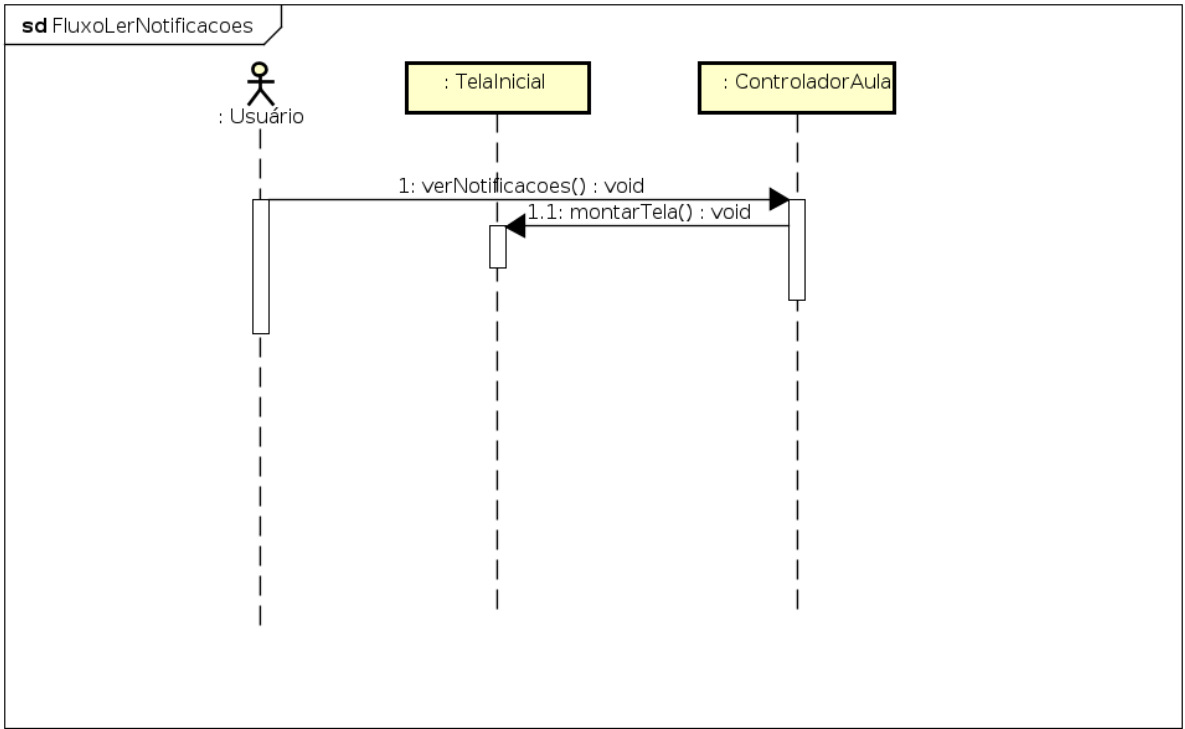 sd FluxoLerNotificacoes
: Usuário
: TelaInicial
: ControladorAula
1: verNotificacoes() : void
1.1: montarTela() : void